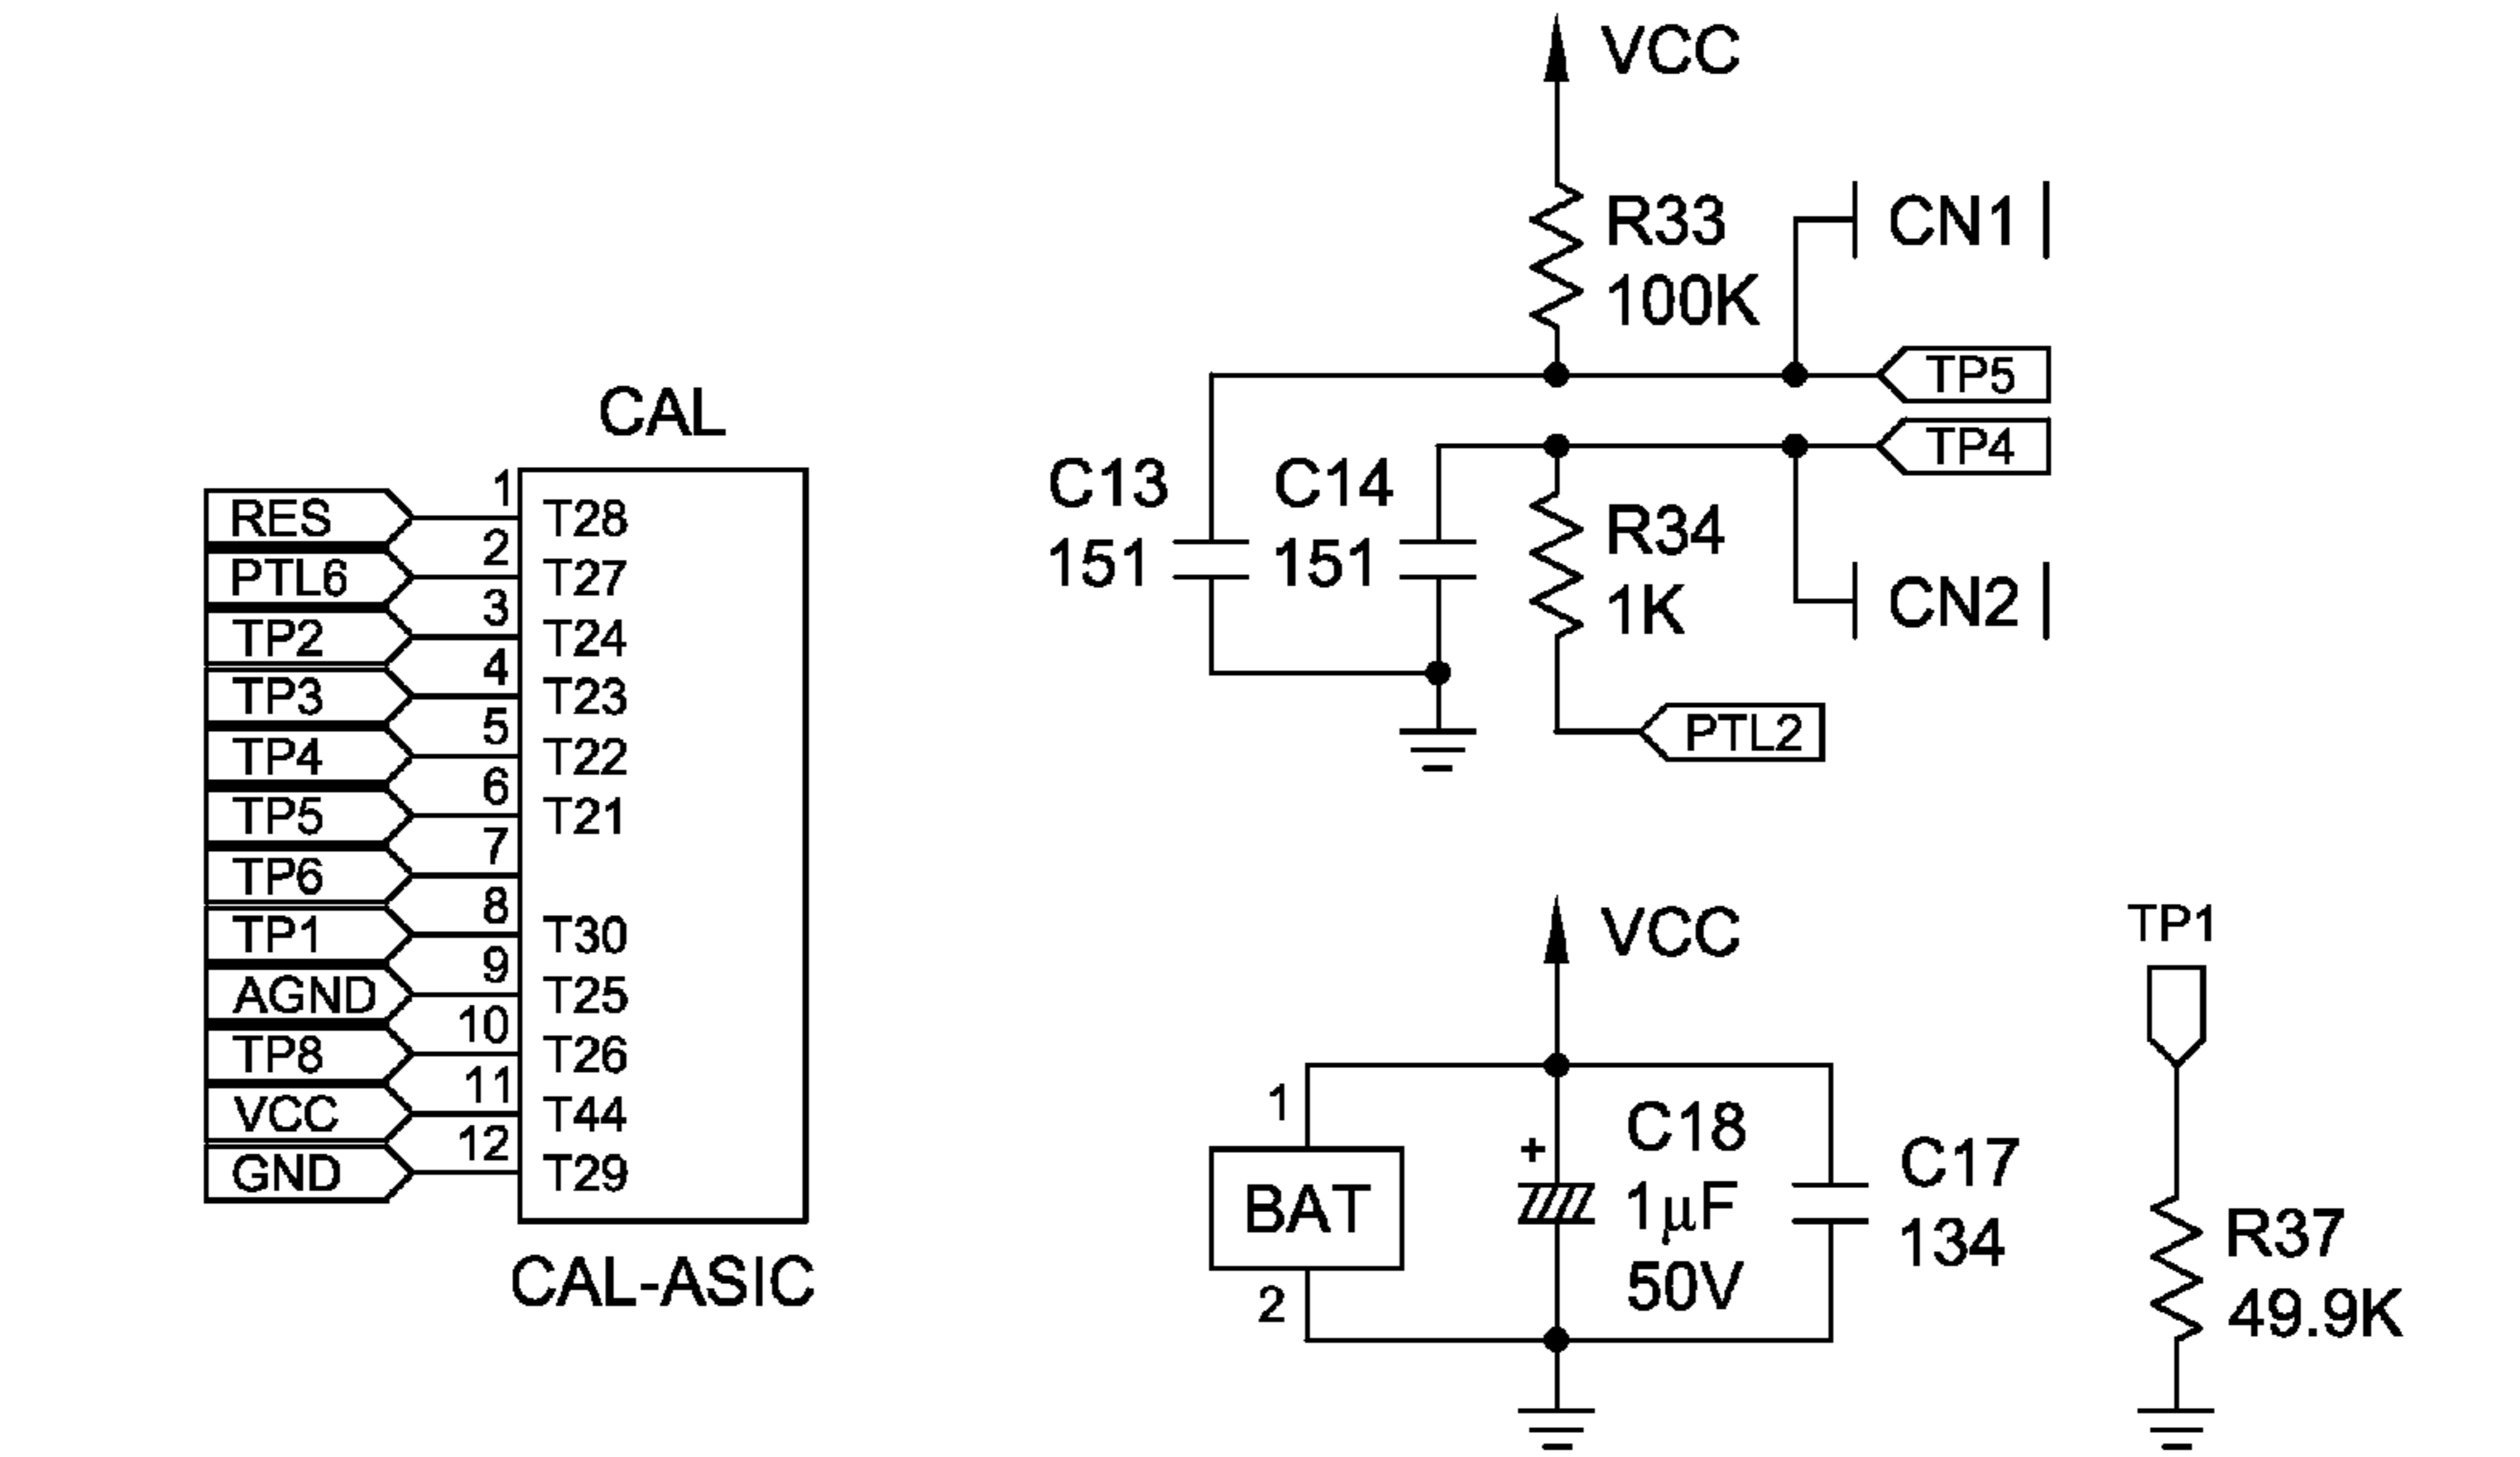 CAL
RES 1 T28
PTL6 2 T27
TP2 3 T24
TP3 4 T23
TP4 5 T22
TP5 6 T21
TP6 7
TP1 8 T30
AGND 9 T25
TP8 10 T26
VCC 11 T44
GND 12 T29
CAL-ASIC
VCC
R33
100K
CN1
TP5
TP4
C13
151
C14
151
R34
1K
CN2
PTL2
VCC
1
BAT
2
+
C18
1µF
50V
C17
134
TP1
R37
49.9K